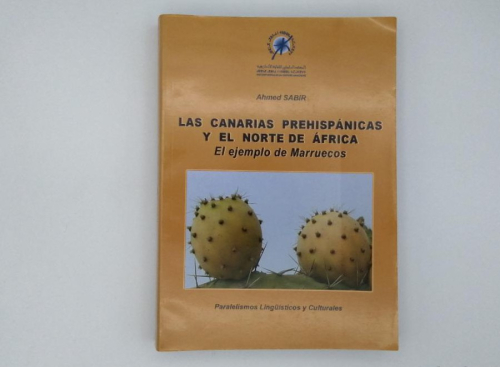 Ahmed SABIR
LAS CANARIAS PREHISPÁNICAS
Y EL NORTE DE ÁFRICA
El ejemplo de Marruecos
Paralelismos Lingüísticos y Culturales